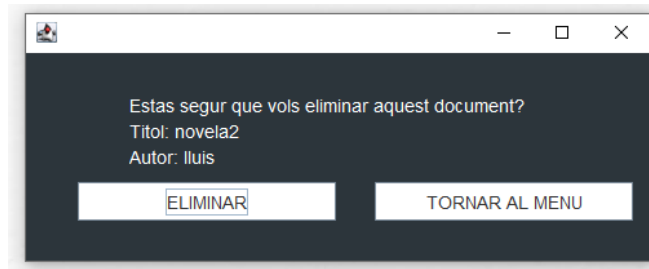 Estas segur que vols eliminar aquest document?
Titol: novela2
Autor: lluis
ELIMINAR
TORNAR AL MENU